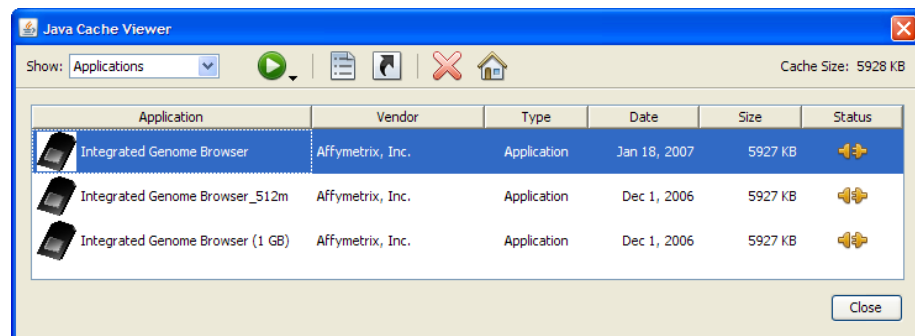 Java Cache Viewer
Show: Applications Cache Size: 5928 KB
Application Vendor Type Date Size Status
Integrated Genome Browser Affymetrix, Inc. Application Jan 18, 2007 5927 KB
Integrated Genome Browser_512m Affymetrix, Inc. Application Dec 1, 2006 5927 KB
Integrated Genome Browser (1 GB) Affymetrix, Inc. Application Dec 1, 2006 5927 KB
Close